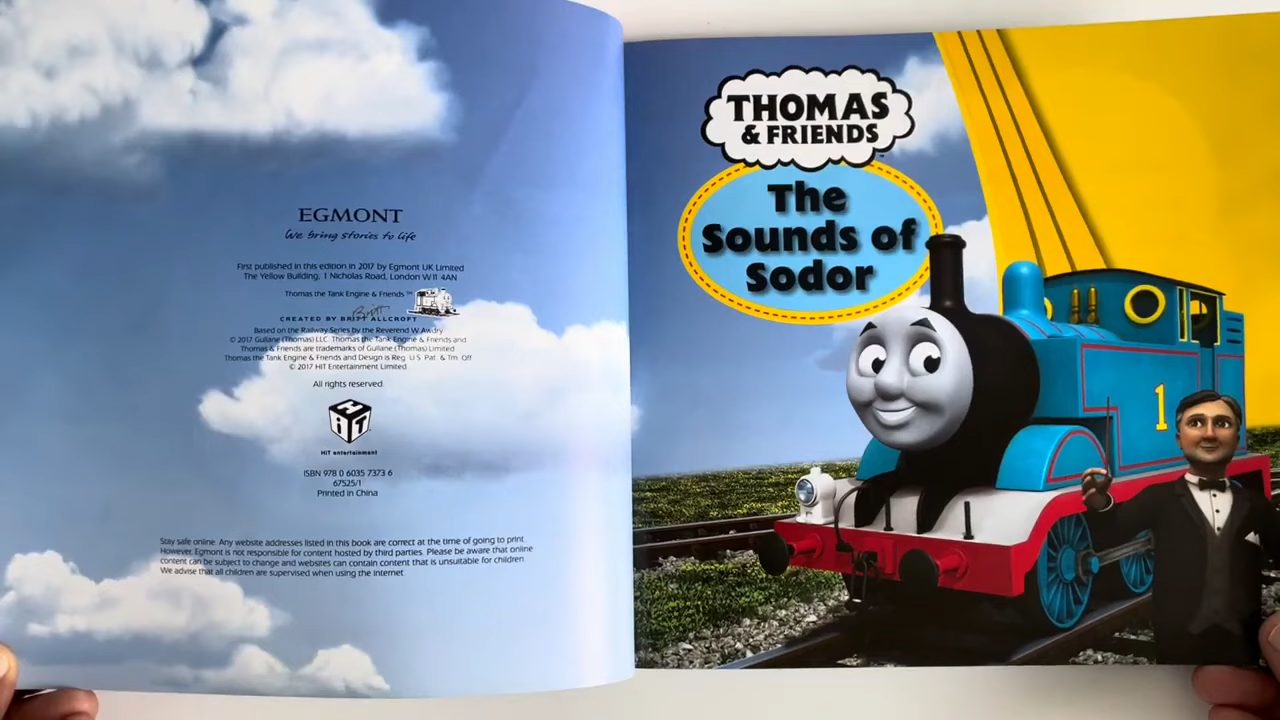 EGMONT
We bring stories to life
First published in this edition in 2017 by Egmont UK Limited
The Yellow Building, 1 Nicholas Road, London W11 4AN
Thomas the Tank Engine & Friends™
CREATED BY BRITT ALLCROFT
Britt
Based on the Railway Series by the Reverend W Awdry
© 2017 Gullane (Thomas) LLC Thomas the Tank Engine & Friends and
Thomas & Friends are trademarks of Gullane (Thomas) Limited
Thomas the Tank Engine & Friends and Design is Reg U S Pat & Tm Off
© 2017 HIT Entertainment Limited
All rights reserved
HiT
HiT entertainment
ISBN 978 0 6035 7373 6
67525/1
Printed in China
Stay safe online. Any website addresses listed in this book are correct at the time of going to print
However, Egmont is not responsible for content hosted by third parties. Please be aware that online
content can be subject to change and websites can contain content that is unsuitable for children
We advise that all children are supervised when using the internet
THOMAS
& FRIENDS™
The
Sounds of
Sodor
1